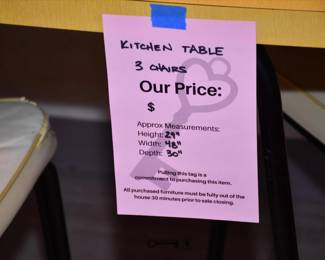 KITCHEN TABLE
3 CHAIRS
Our Price:
$
Approx Measurements:
Height: 29"
Width: 48"
Depth: 30"
Pulling this tag is a
commitment to purchasing this item.
All purchased furniture must be fully out of the
house 30 minutes prior to sale closing.